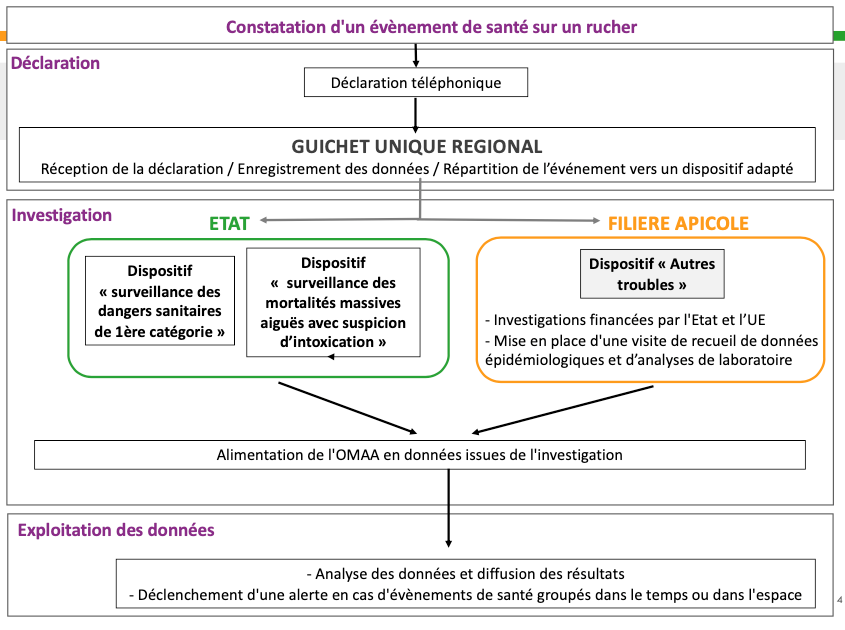 Constatation d'un évènement de santé sur un rucher
Déclaration
Déclaration téléphonique
GUICHET UNIQUE REGIONAL
Réception de la déclaration / Enregistrement des données / Répartition de l'événement vers un dispositif adapté
Investigation
ETAT
Dispositif
« surveillance des
dangers sanitaires
de 1ère catégorie »
Dispositif
« surveillance des
mortalités massives
aiguës avec suspicion
d'intoxication »
FILIERE APICOLE
Dispositif « Autres
troubles »
- Investigations financées par l'Etat et l'UE
- Mise en place d'une visite de recueil de données
épidémiologiques et d'analyses de laboratoire
Alimentation de l'OMAA en données issues de l'investigation
Exploitation des données
- Analyse des données et diffusion des résultats
- Déclenchement d'une alerte en cas d'évènements de santé groupés dans le temps ou dans l'espace
4